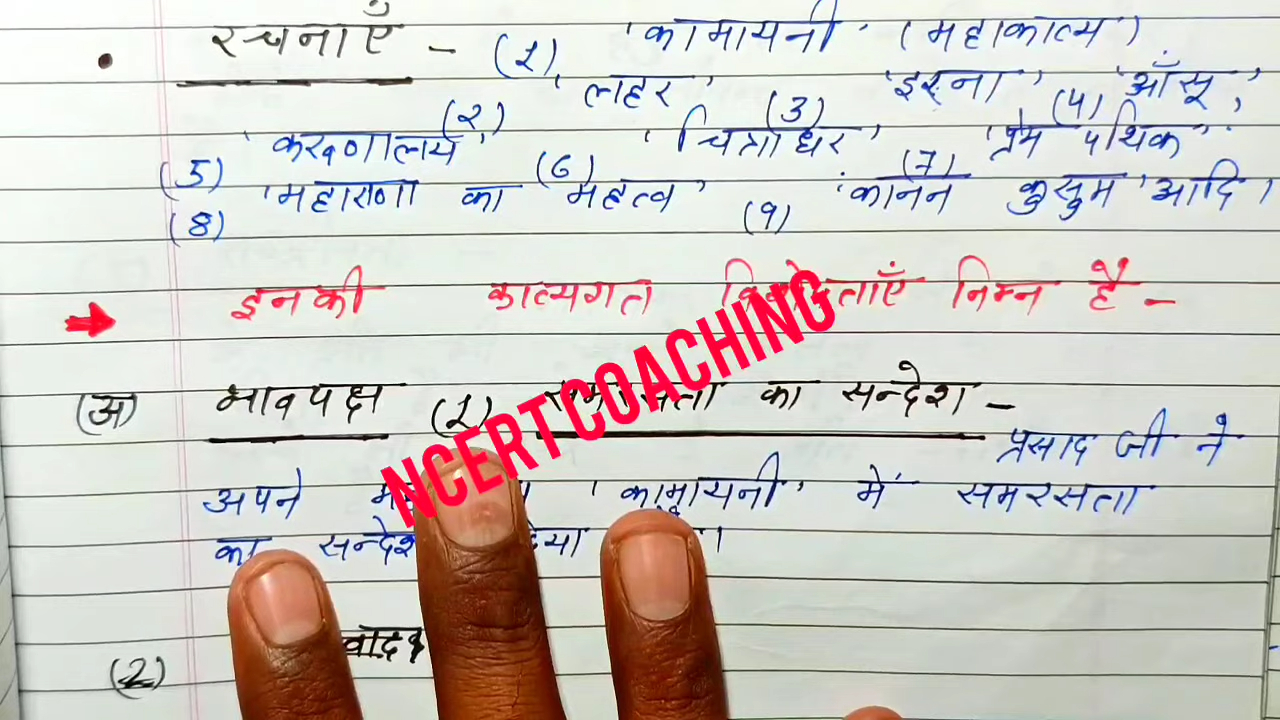 • रचनाएँ - (1) 'कामायनी' (महाकाव्य)
(2) 'लहर' (3) 'झरना' (4) 'आँसू',
(5) 'करुणालय' (6) 'चित्राधर' (7) 'प्रेम पथिक'
(8) 'महाराणा का महत्व' (9) 'कानन कुसुम' आदि।
इनकी काव्यगत निम्न है -
(अ) भावपक्ष (1) का सन्देश -
प्रसाद जी ने
अपने 'कामायनी' में समरसता
का सन्देश
(2)
NCERT COACHING